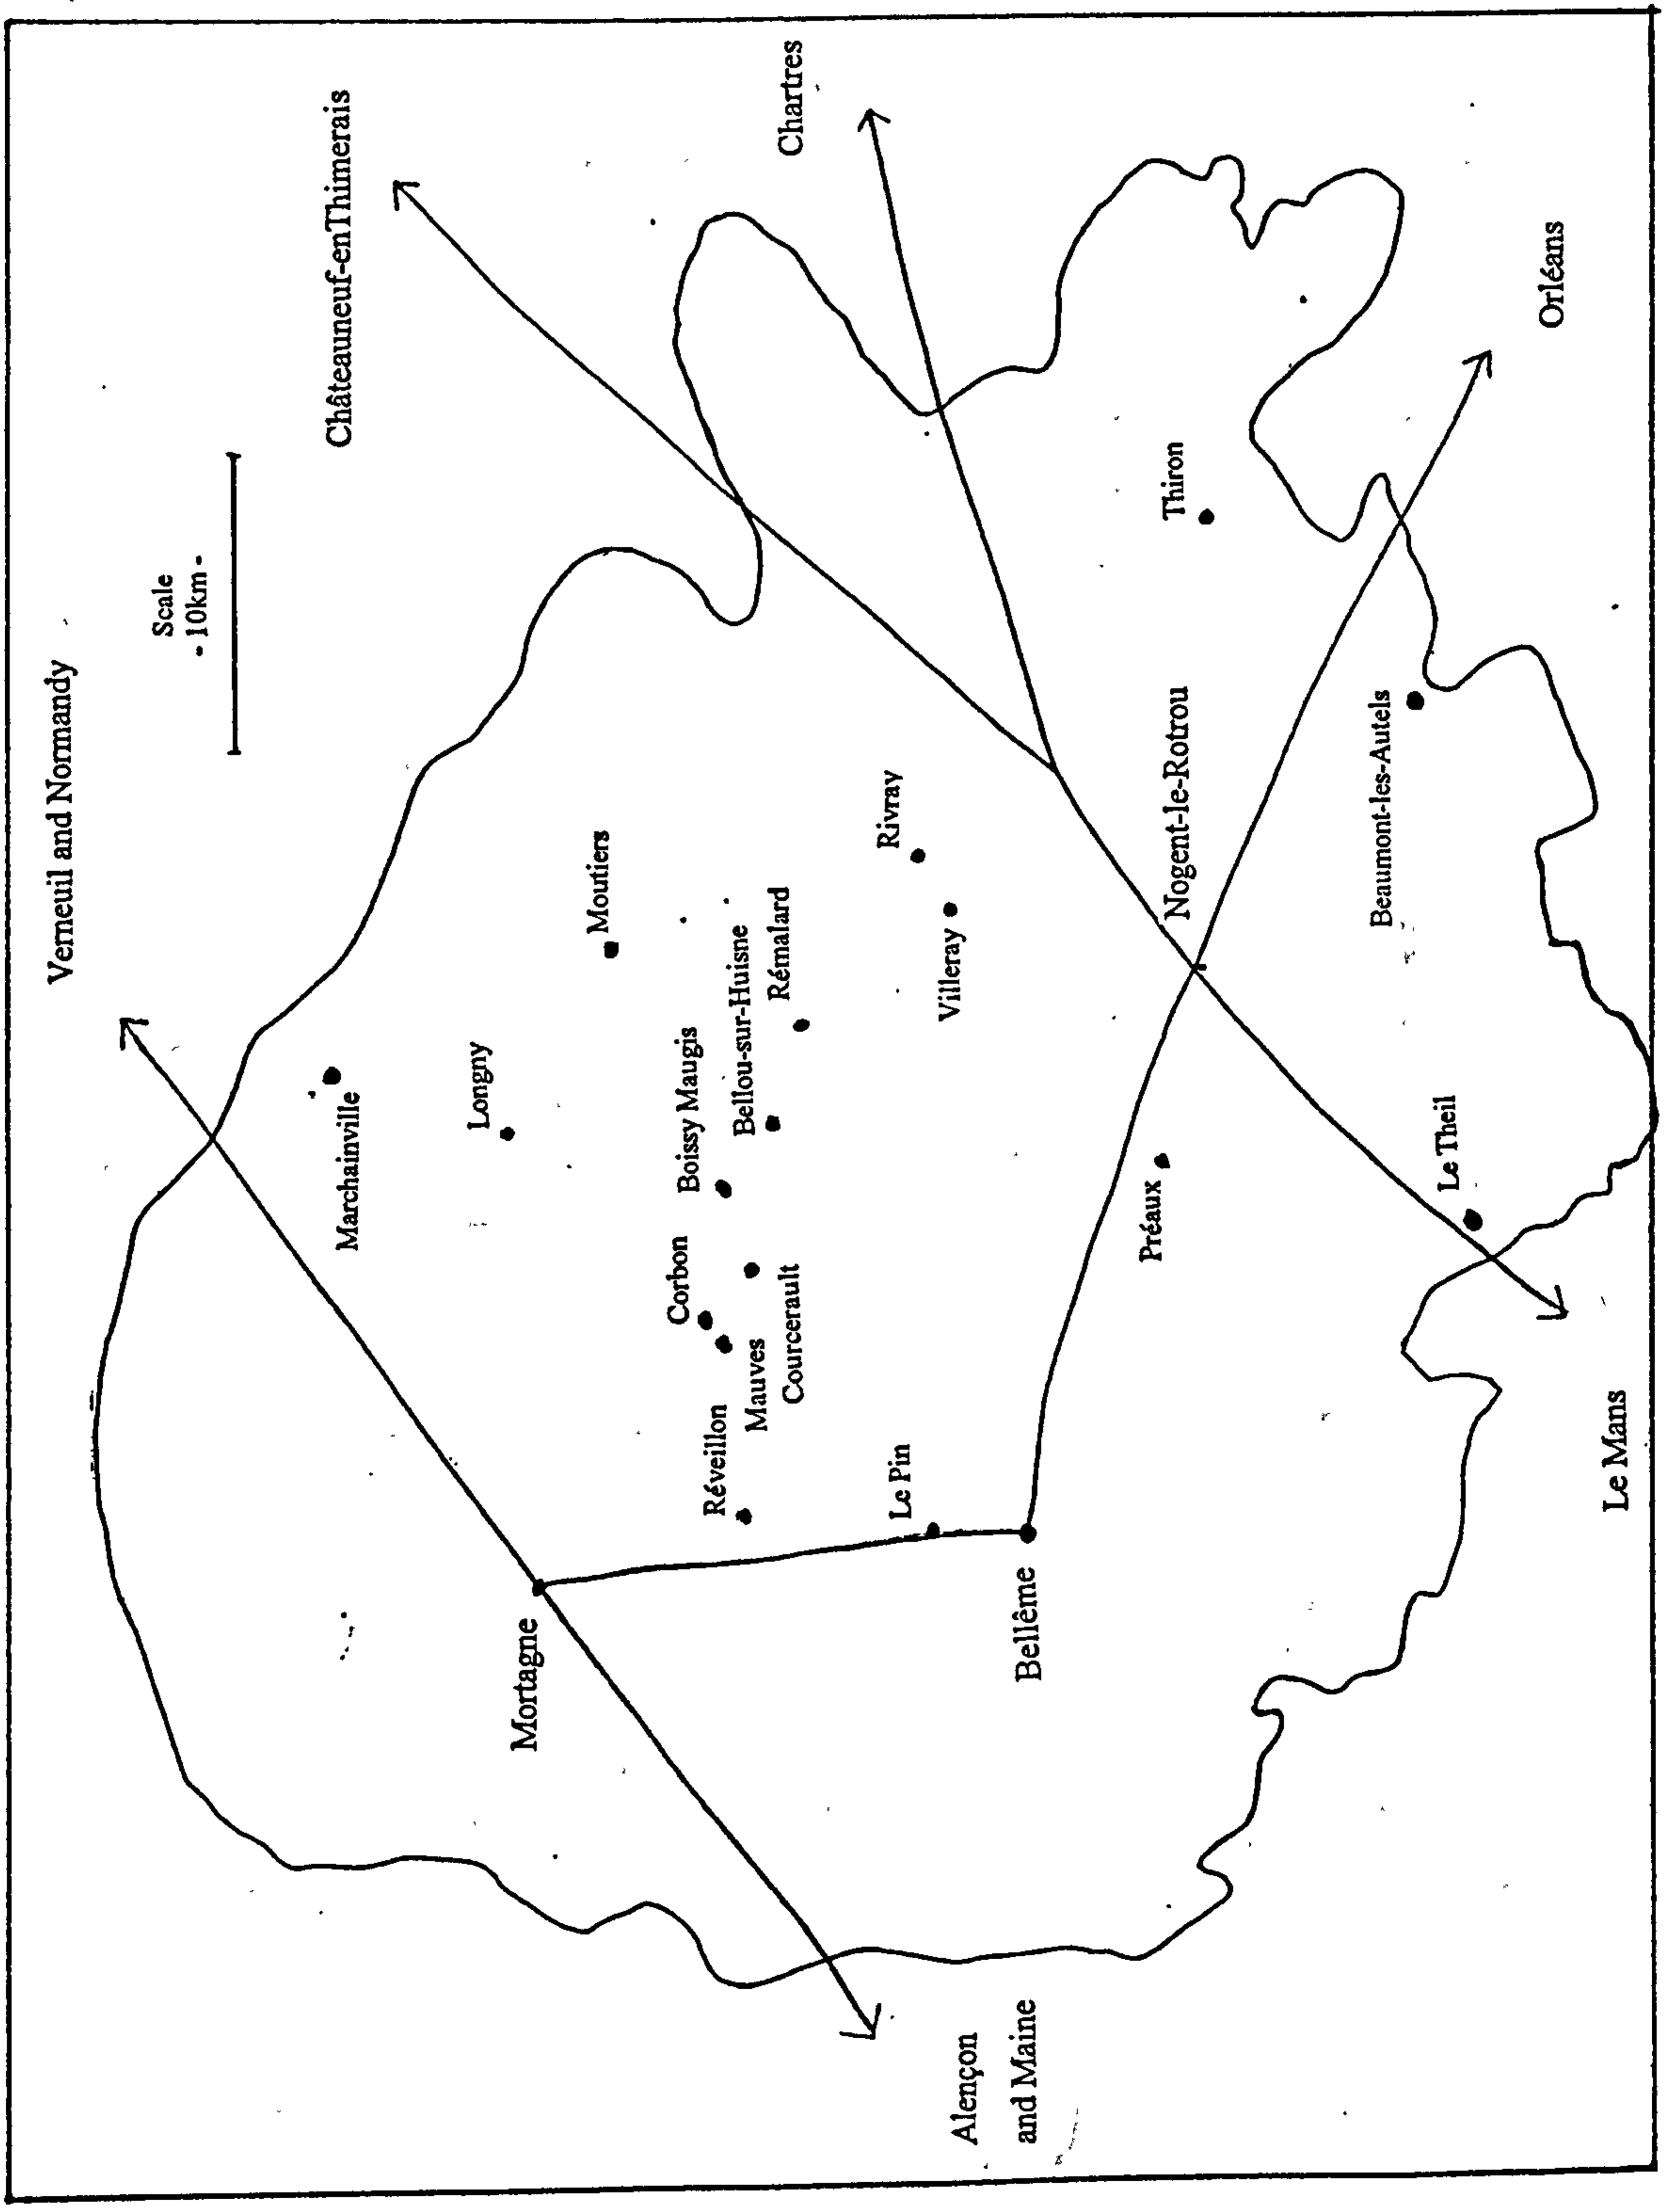 Verneuil and Normandy
Scale
- 10km -
Châteauneuf-enThimerais
Chartres
Marchainville
Longny
Moutiers
Mortagne
Corbon
Boissy Maugis
Réveillon
Mauves
Courcerault
Bellou-sur-Huisne
Rémalard
Le Pin
Rivray
Villeray
Bellême
Alençon
and Maine
Préaux
Nogent-le-Rotrou
Thiron
Beaumont-les-Autels
Le Theil
Orléans
Le Mans